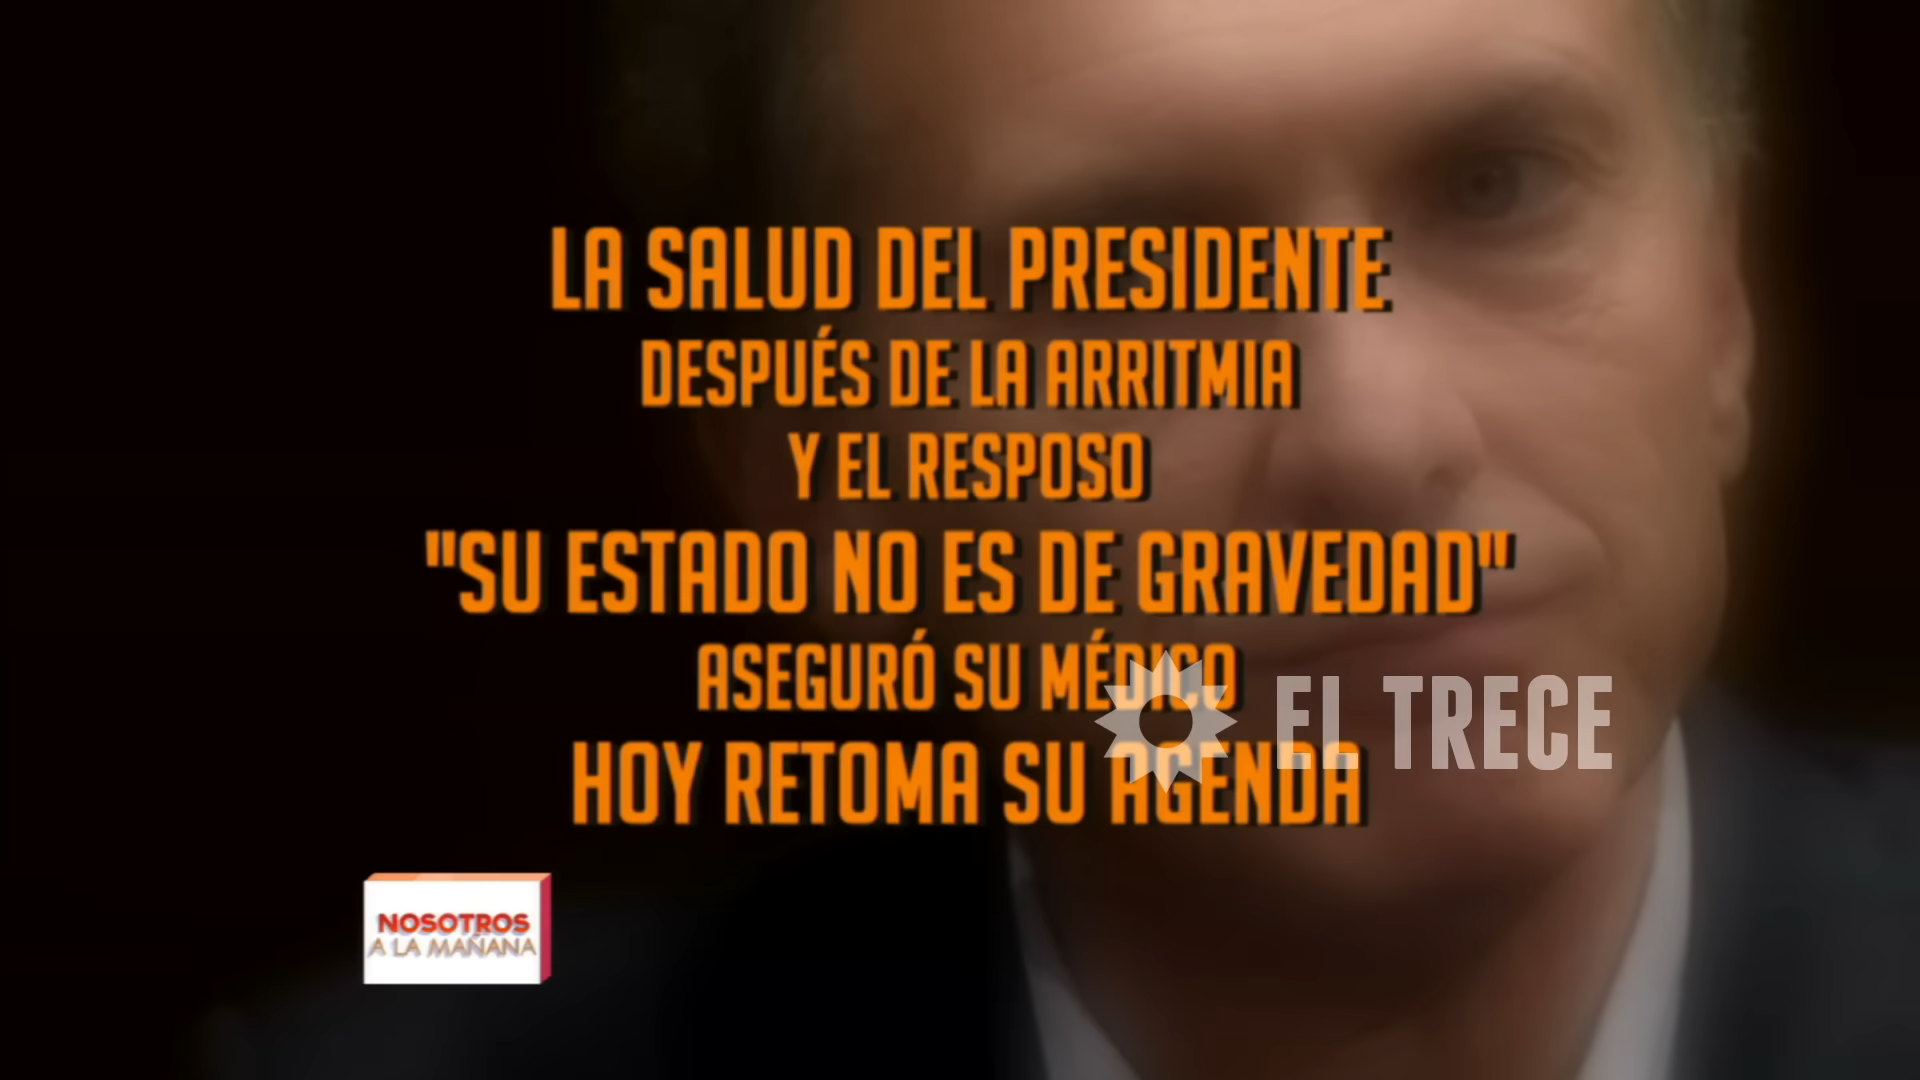 LA SALUD DEL PRESIDENTE
DESPUÉS DE LA ARRITMIA
Y EL RESPOSO
"SU ESTADO NO ES DE GRAVEDAD"
ASEGURÓ SU MÉDICO
EL TRECE
HOY RETOMA SU AGENDA
NOSOTROS
A LA MAÑANA